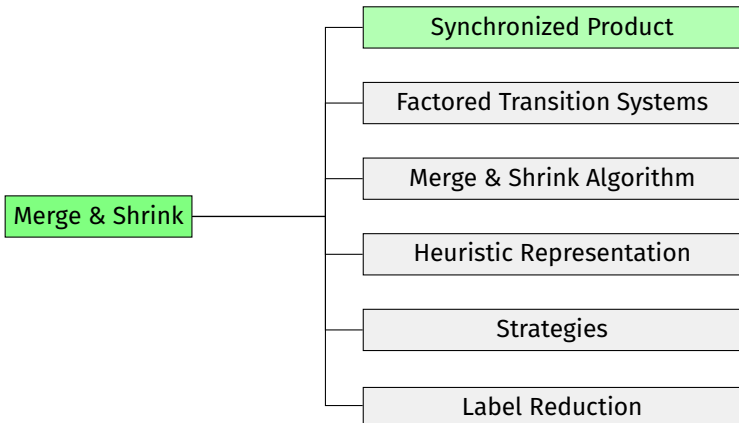 Synchronized Product
Factored Transition Systems
Merge & Shrink Algorithm
Merge & Shrink
Heuristic Representation
Strategies
Label Reduction